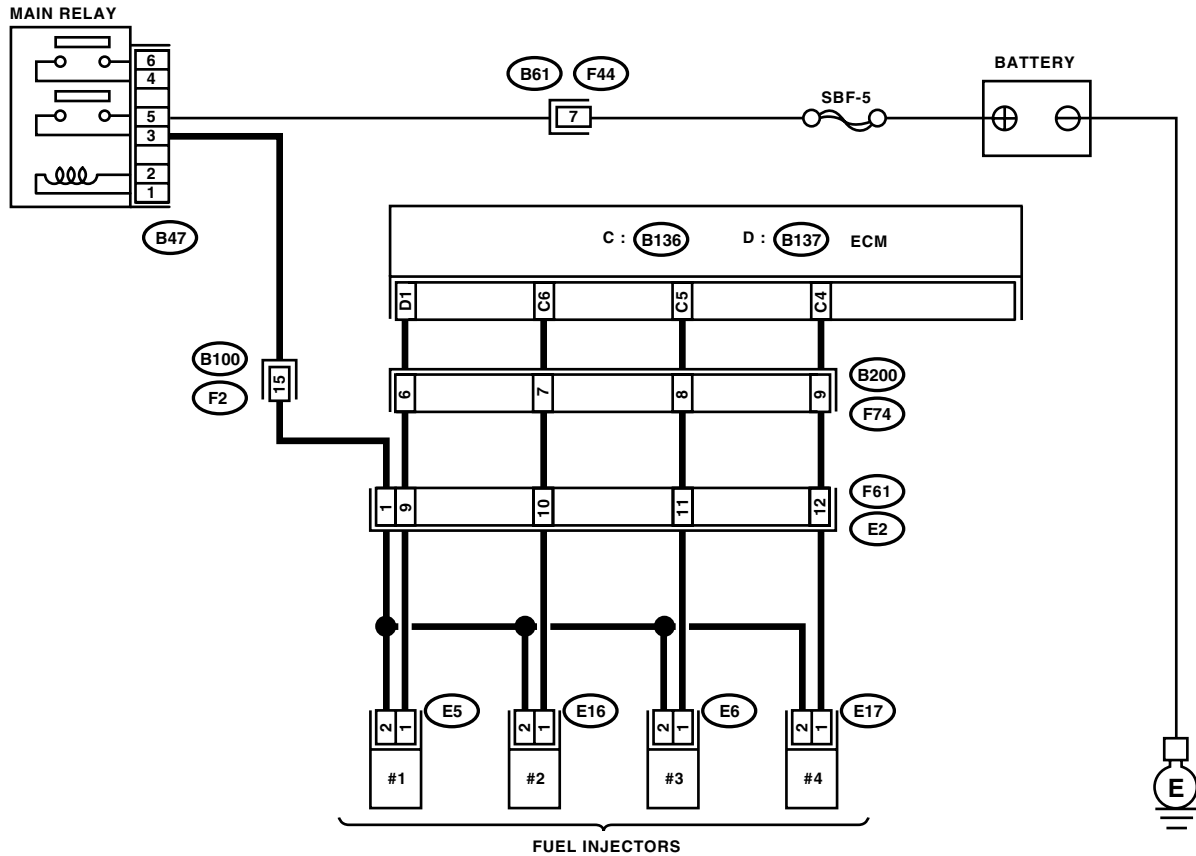 MAIN RELAY
6
4
5
3
2
1
B47
B61 F44
7
SBF-5
BATTERY
C : B136 D : B137 ECM
D1 C6 C5 C4
B100
F2
15
6 7 8 9
B200
F74
1 9 10 11 12
F61
E2
2 1 E5 2 1 E16 2 1 E6 2 1 E17
#1 #2 #3 #4
E
FUEL INJECTORS